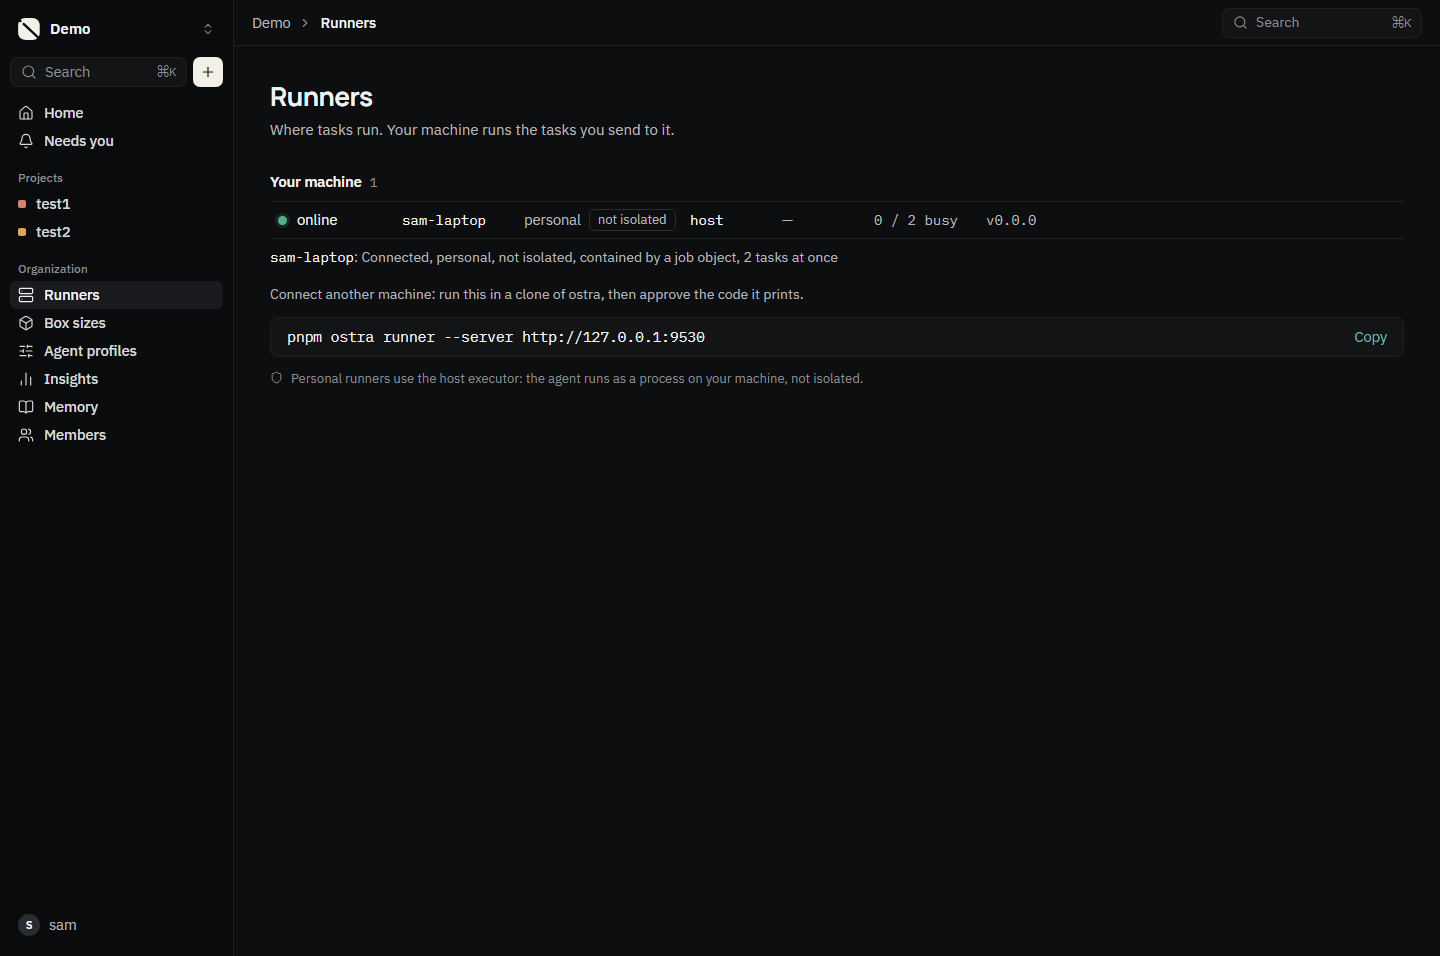 Demo
Search ⌘K
Home
Needs you
Projects
test1
test2
Organization
Runners
Box sizes
Agent profiles
Insights
Memory
Members
S sam
Demo > Runners
Search ⌘K
Runners
Where tasks run. Your machine runs the tasks you send to it.
Your machine 1
online sam-laptop personal not isolated host — 0 / 2 busy v0.0.0
sam-laptop: Connected, personal, not isolated, contained by a job object, 2 tasks at once
Connect another machine: run this in a clone of ostra, then approve the code it prints.
pnpm ostra runner --server http://127.0.0.1:9530 Copy
Personal runners use the host executor: the agent runs as a process on your machine, not isolated.